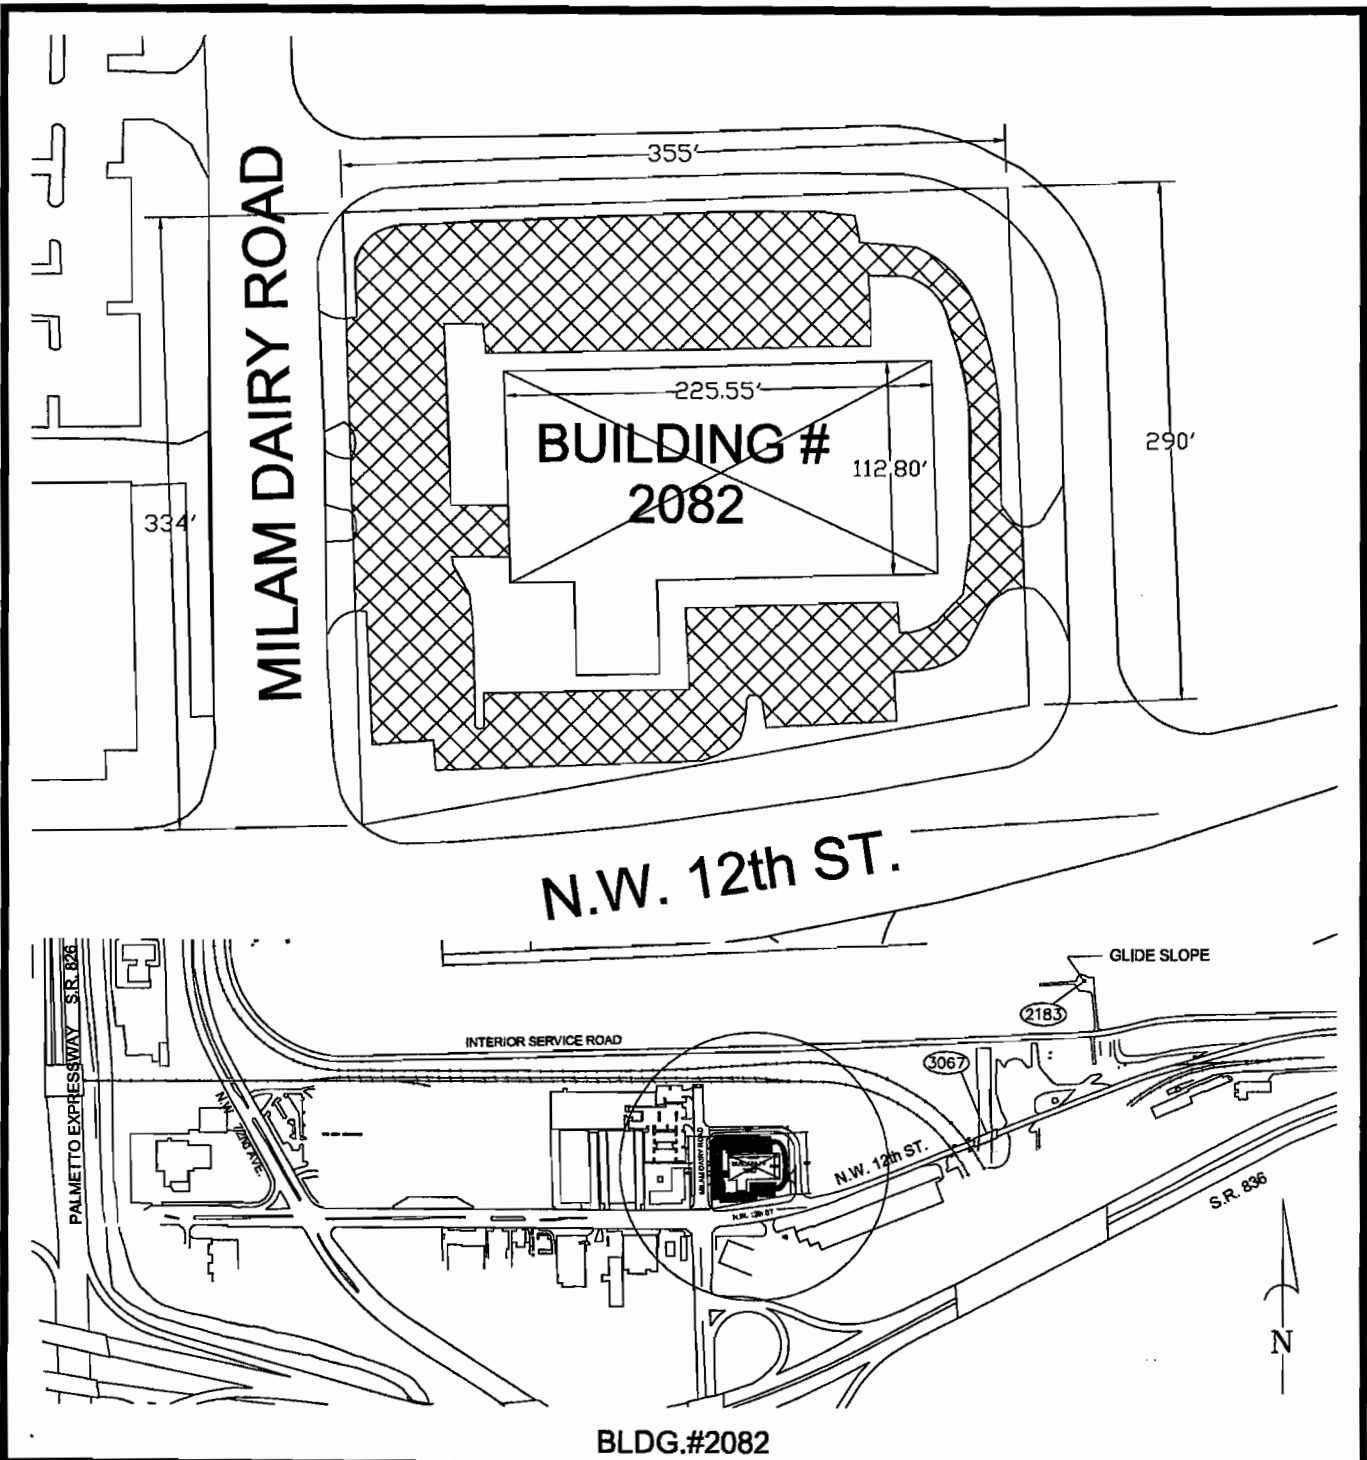 355'
MILAM DAIRY ROAD
225.55'
BUILDING #
2082
112.80'
290'
334'
N.W. 12th ST.
GLIDE SLOPE
2183
INTERIOR SERVICE ROAD
3067
PALMETTO EXPRESSWAY S.R. 826
N.W. 72ND AVE.
MILAM DAIRY ROAD
N.W. 12th ST.
N.W. 12th ST
S.R. 836
N
BLDG.#2082